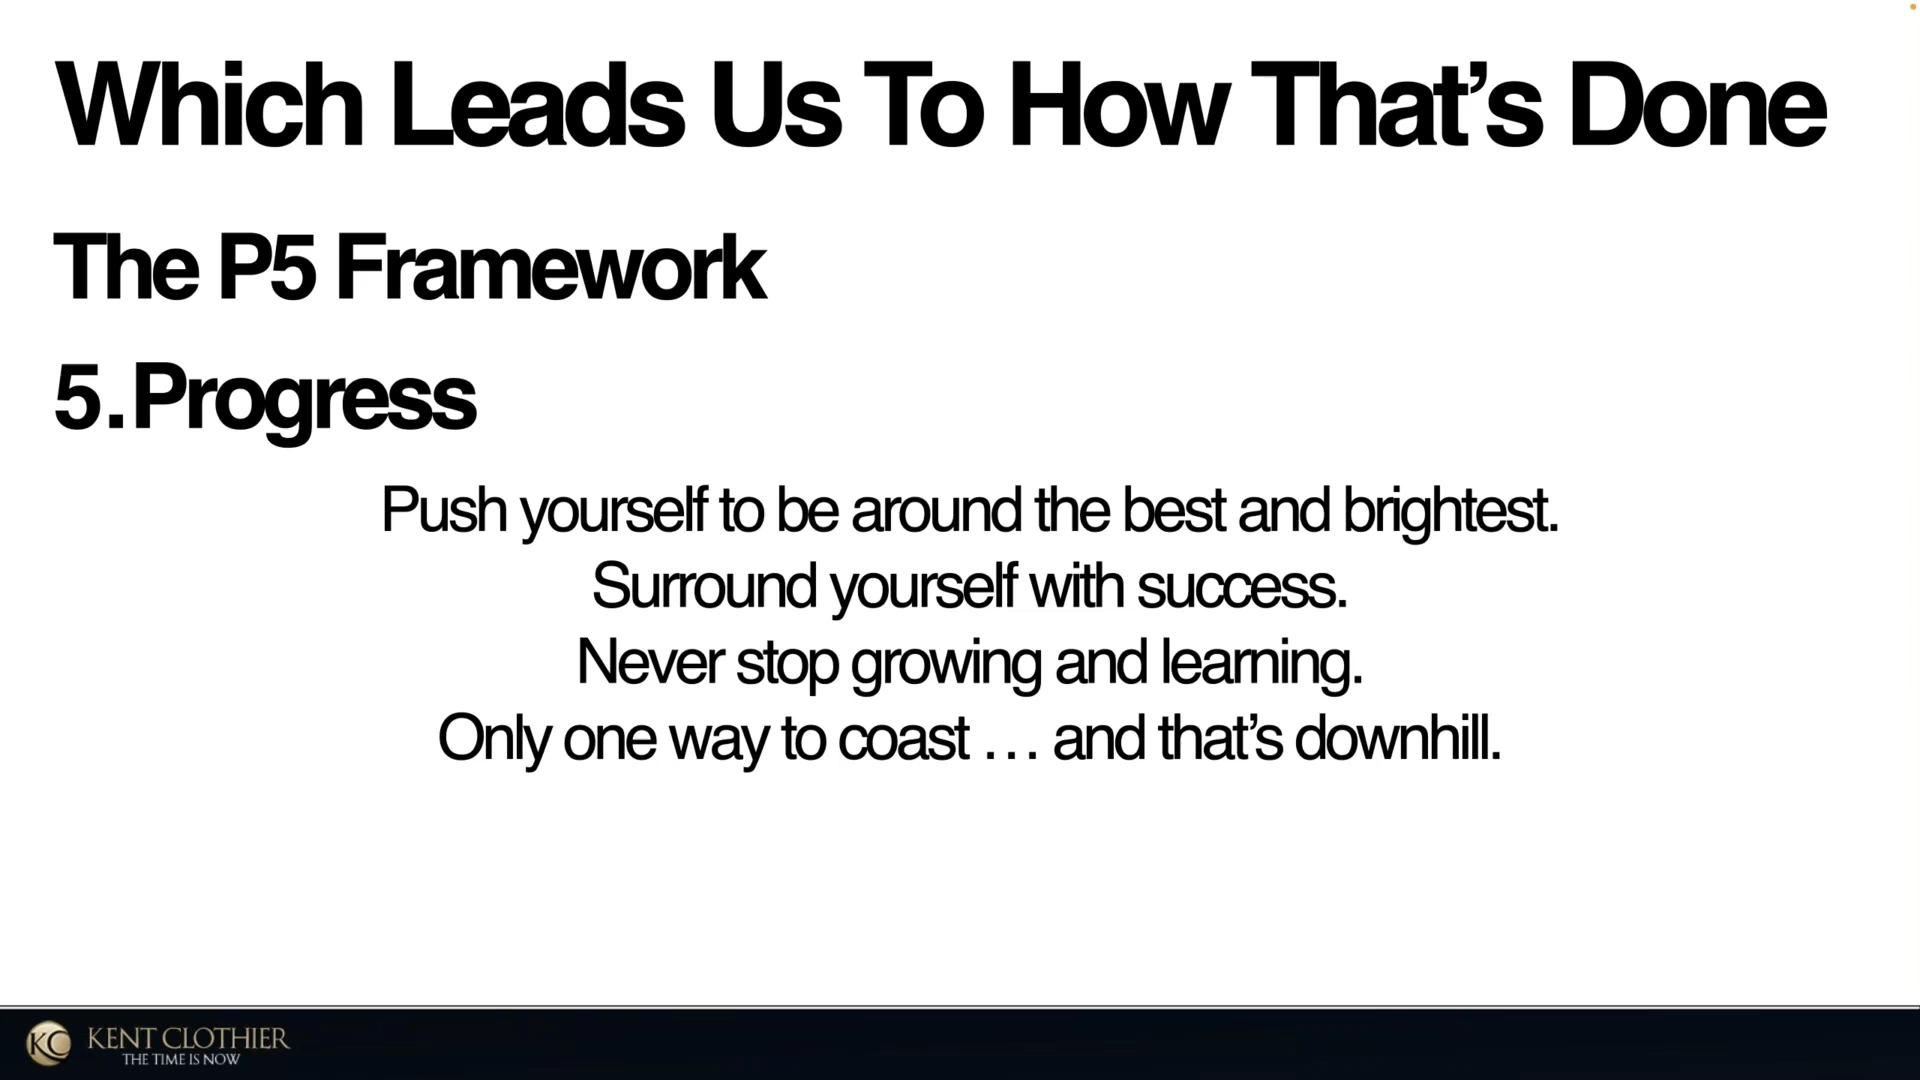 Which Leads Us To How That’s Done
The P5 Framework
5. Progress
Push yourself to be around the best and brightest.
Surround yourself with success.
Never stop growing and learning.
Only one way to coast … and that’s downhill.
KC
KENT CLOTHIER
THE TIME IS NOW